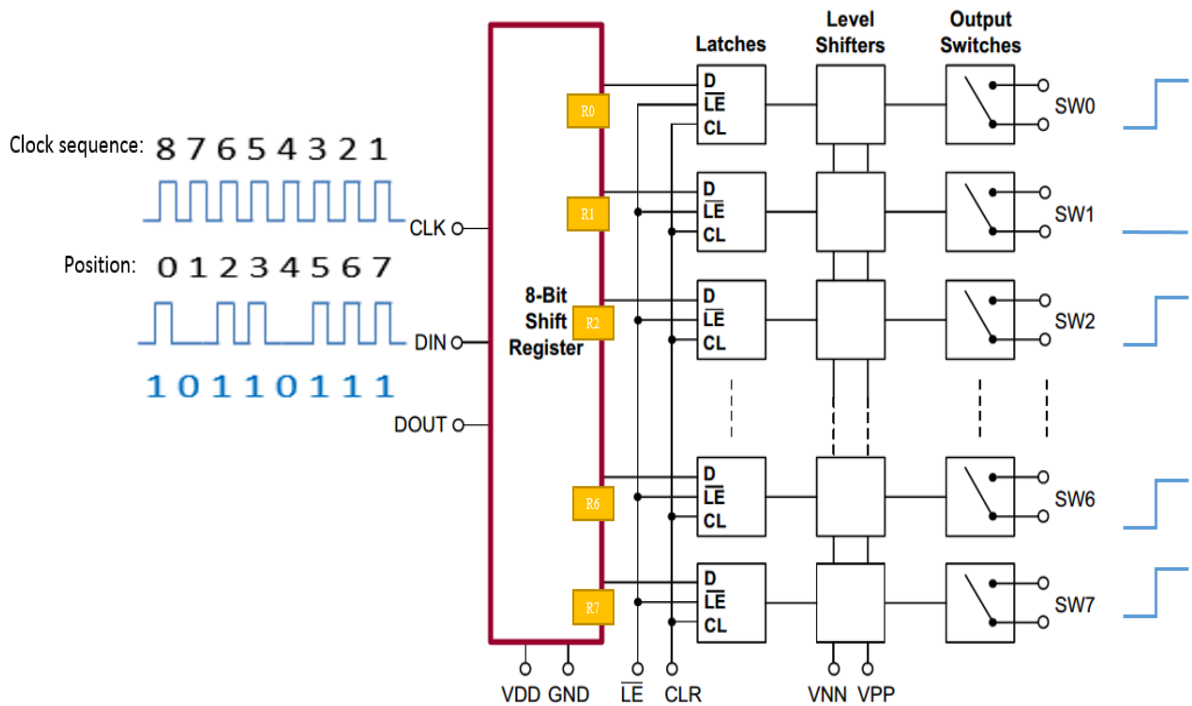 Clock sequence: 8 7 6 5 4 3 2 1
CLK
Position: 0 1 2 3 4 5 6 7
DIN
1 0 1 1 0 1 1 1
DOUT
8-Bit
Shift
Register
R0
R1
R2
R6
R7
VDD
GND
LE
CLR
VNN
VPP
Latches
Level
Shifters
Output
Switches
D
LE
CL
SW0
D
LE
CL
SW1
D
LE
CL
SW2
D
LE
CL
SW6
D
LE
CL
SW7